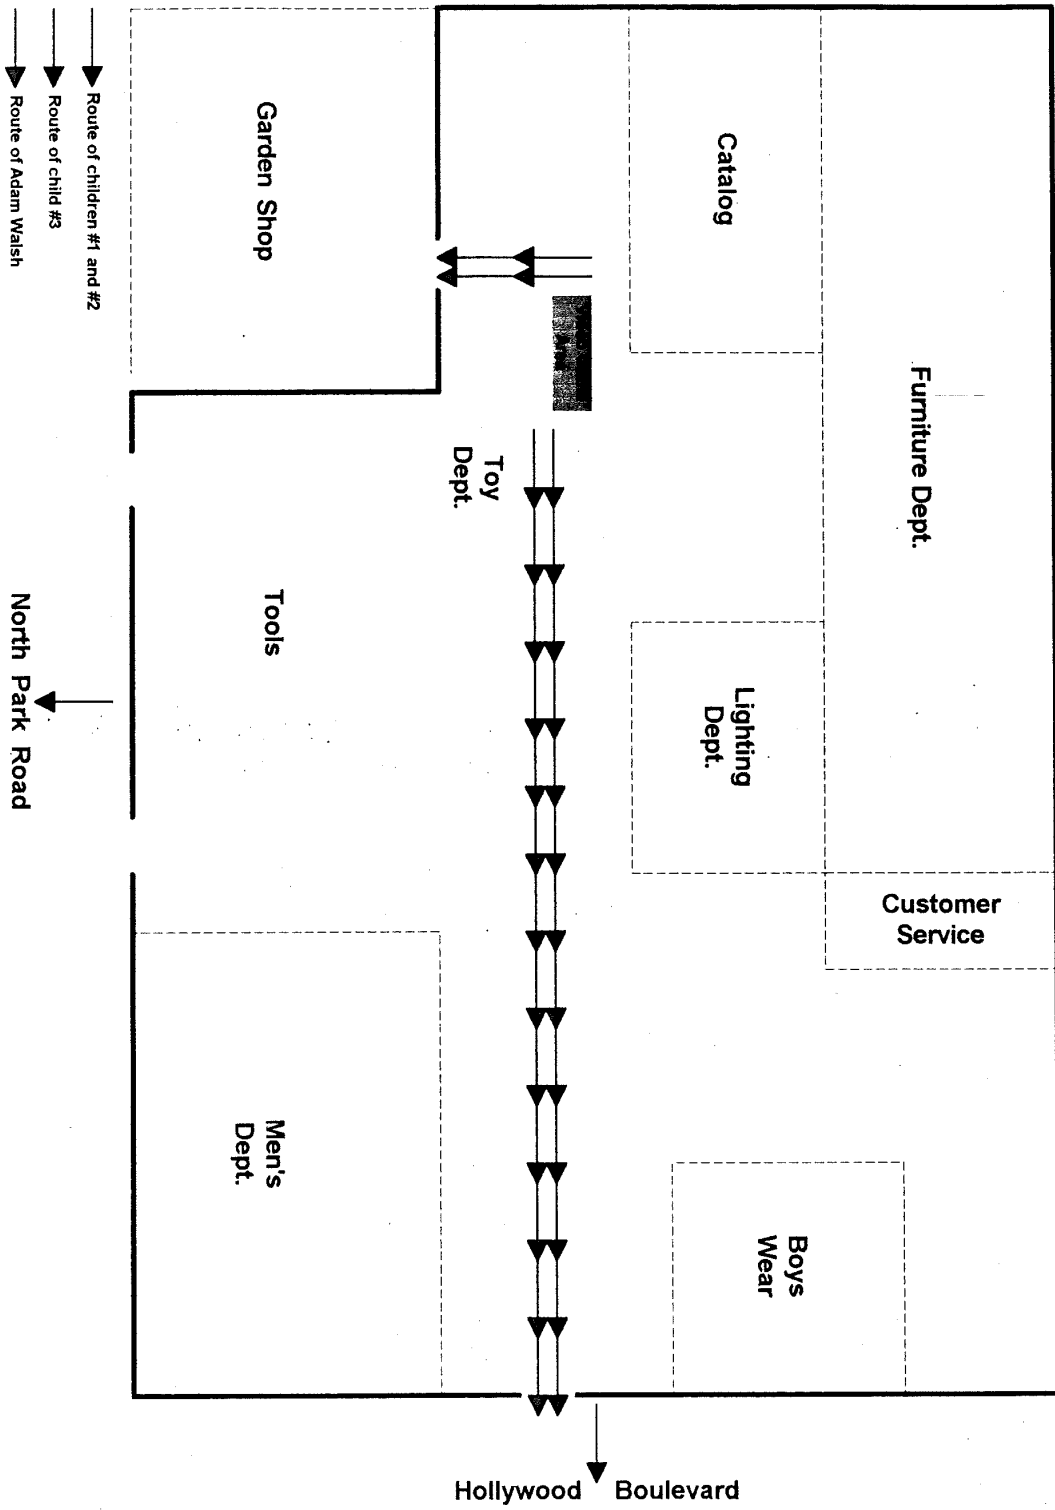 Catalog
Furniture Dept.
Garden Shop
Area
Toy
Dept.
Lighting
Dept.
Tools
Customer
Service
Men's
Dept.
Boys
Wear
North Park Road
Hollywood Boulevard
Route of children #1 and #2
Route of child #3
Route of Adam Walsh